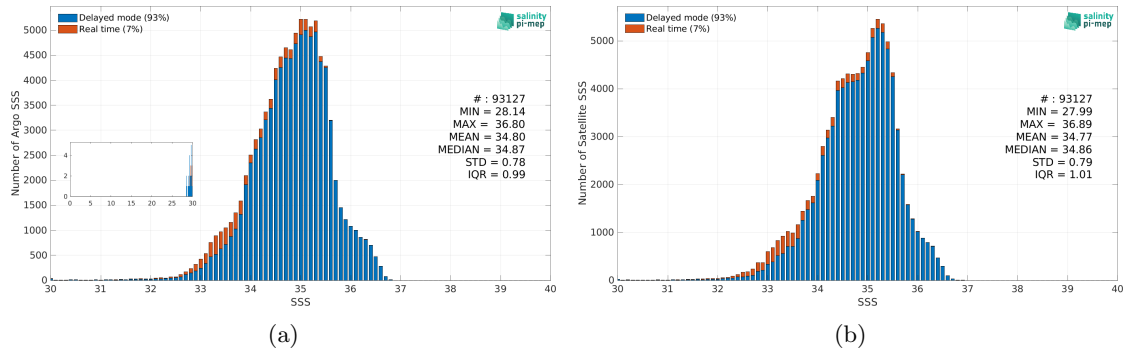 Delayed mode (93%)
Real time (7%)
salinity
pi-mep
5000
4500
4000
3500
3000
2500
2000
1500
1000
500
0
Number of Argo SSS
# : 93127
MIN = 28.14
MAX = 36.80
MEAN = 34.80
MEDIAN = 34.87
STD = 0.78
IQR = 0.99
4
2
0
0 5 10 15 20 25 30
30 31 32 33 34 35 36 37 38 39 40
SSS
(a)
Delayed mode (93%)
Real time (7%)
salinity
pi-mep
5000
4000
3000
2000
1000
0
Number of Satellite SSS
# : 93127
MIN = 27.99
MAX = 36.89
MEAN = 34.77
MEDIAN = 34.86
STD = 0.79
IQR = 1.01
30 31 32 33 34 35 36 37 38 39 40
SSS
(b)